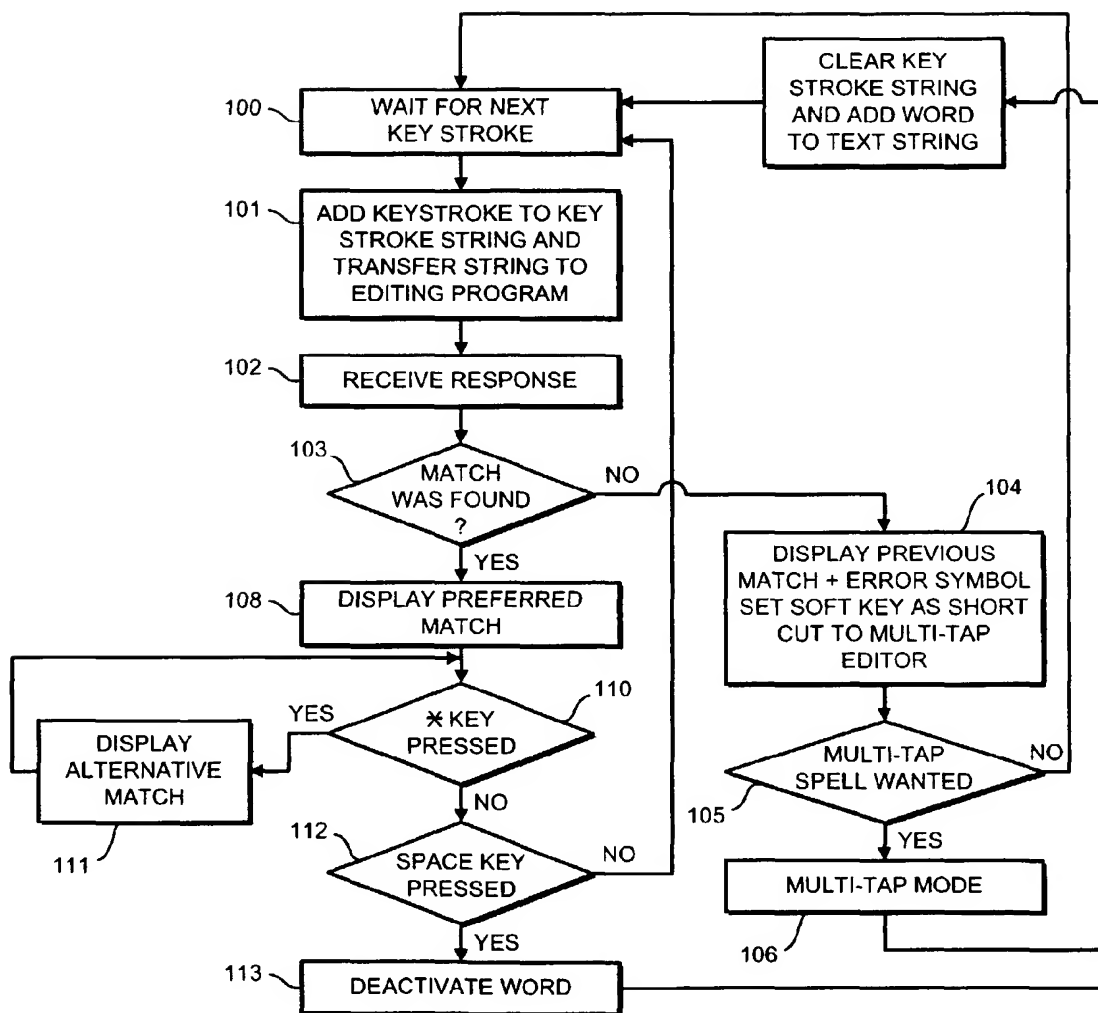 100
WAIT FOR NEXT
KEY STROKE
CLEAR KEY
STROKE STRING
AND ADD WORD
TO TEXT STRING
101
ADD KEYSTROKE TO KEY
STROKE STRING AND
TRANSFER STRING TO
EDITING PROGRAM
102
RECEIVE RESPONSE
103
MATCH
WAS FOUND
?
NO
YES
104
DISPLAY PREVIOUS
MATCH + ERROR SYMBOL
SET SOFT KEY AS SHORT
CUT TO MULTI-TAP
EDITOR
108
DISPLAY PREFERRED
MATCH
110
* KEY
PRESSED
YES
NO
DISPLAY
ALTERNATIVE
MATCH
111
105
MULTI-TAP
SPELL WANTED
NO
YES
112
SPACE KEY
PRESSED
NO
YES
MULTI-TAP MODE
106
113
DEACTIVATE WORD